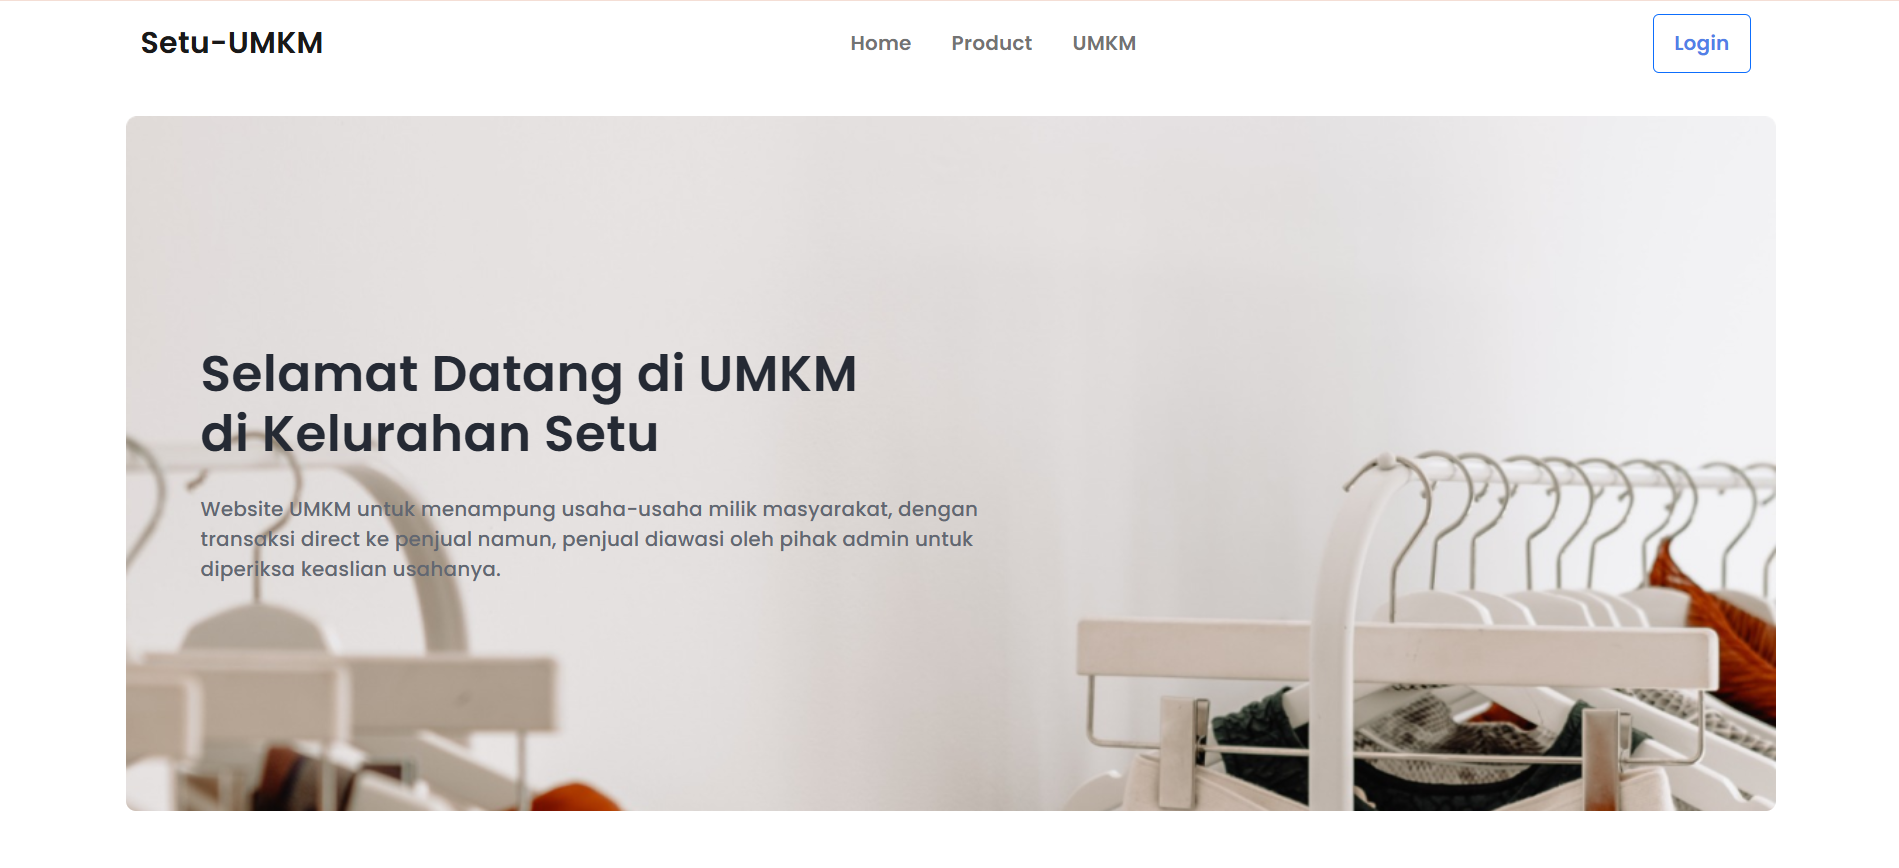 Setu-UMKM
Home
Product
UMKM
Login
Selamat Datang di UMKM
di Kelurahan Setu
Website UMKM untuk menampung usaha-usaha milik masyarakat, dengan
transaksi direct ke penjual namun, penjual diawasi oleh pihak admin untuk
diperiksa keaslian usahanya.